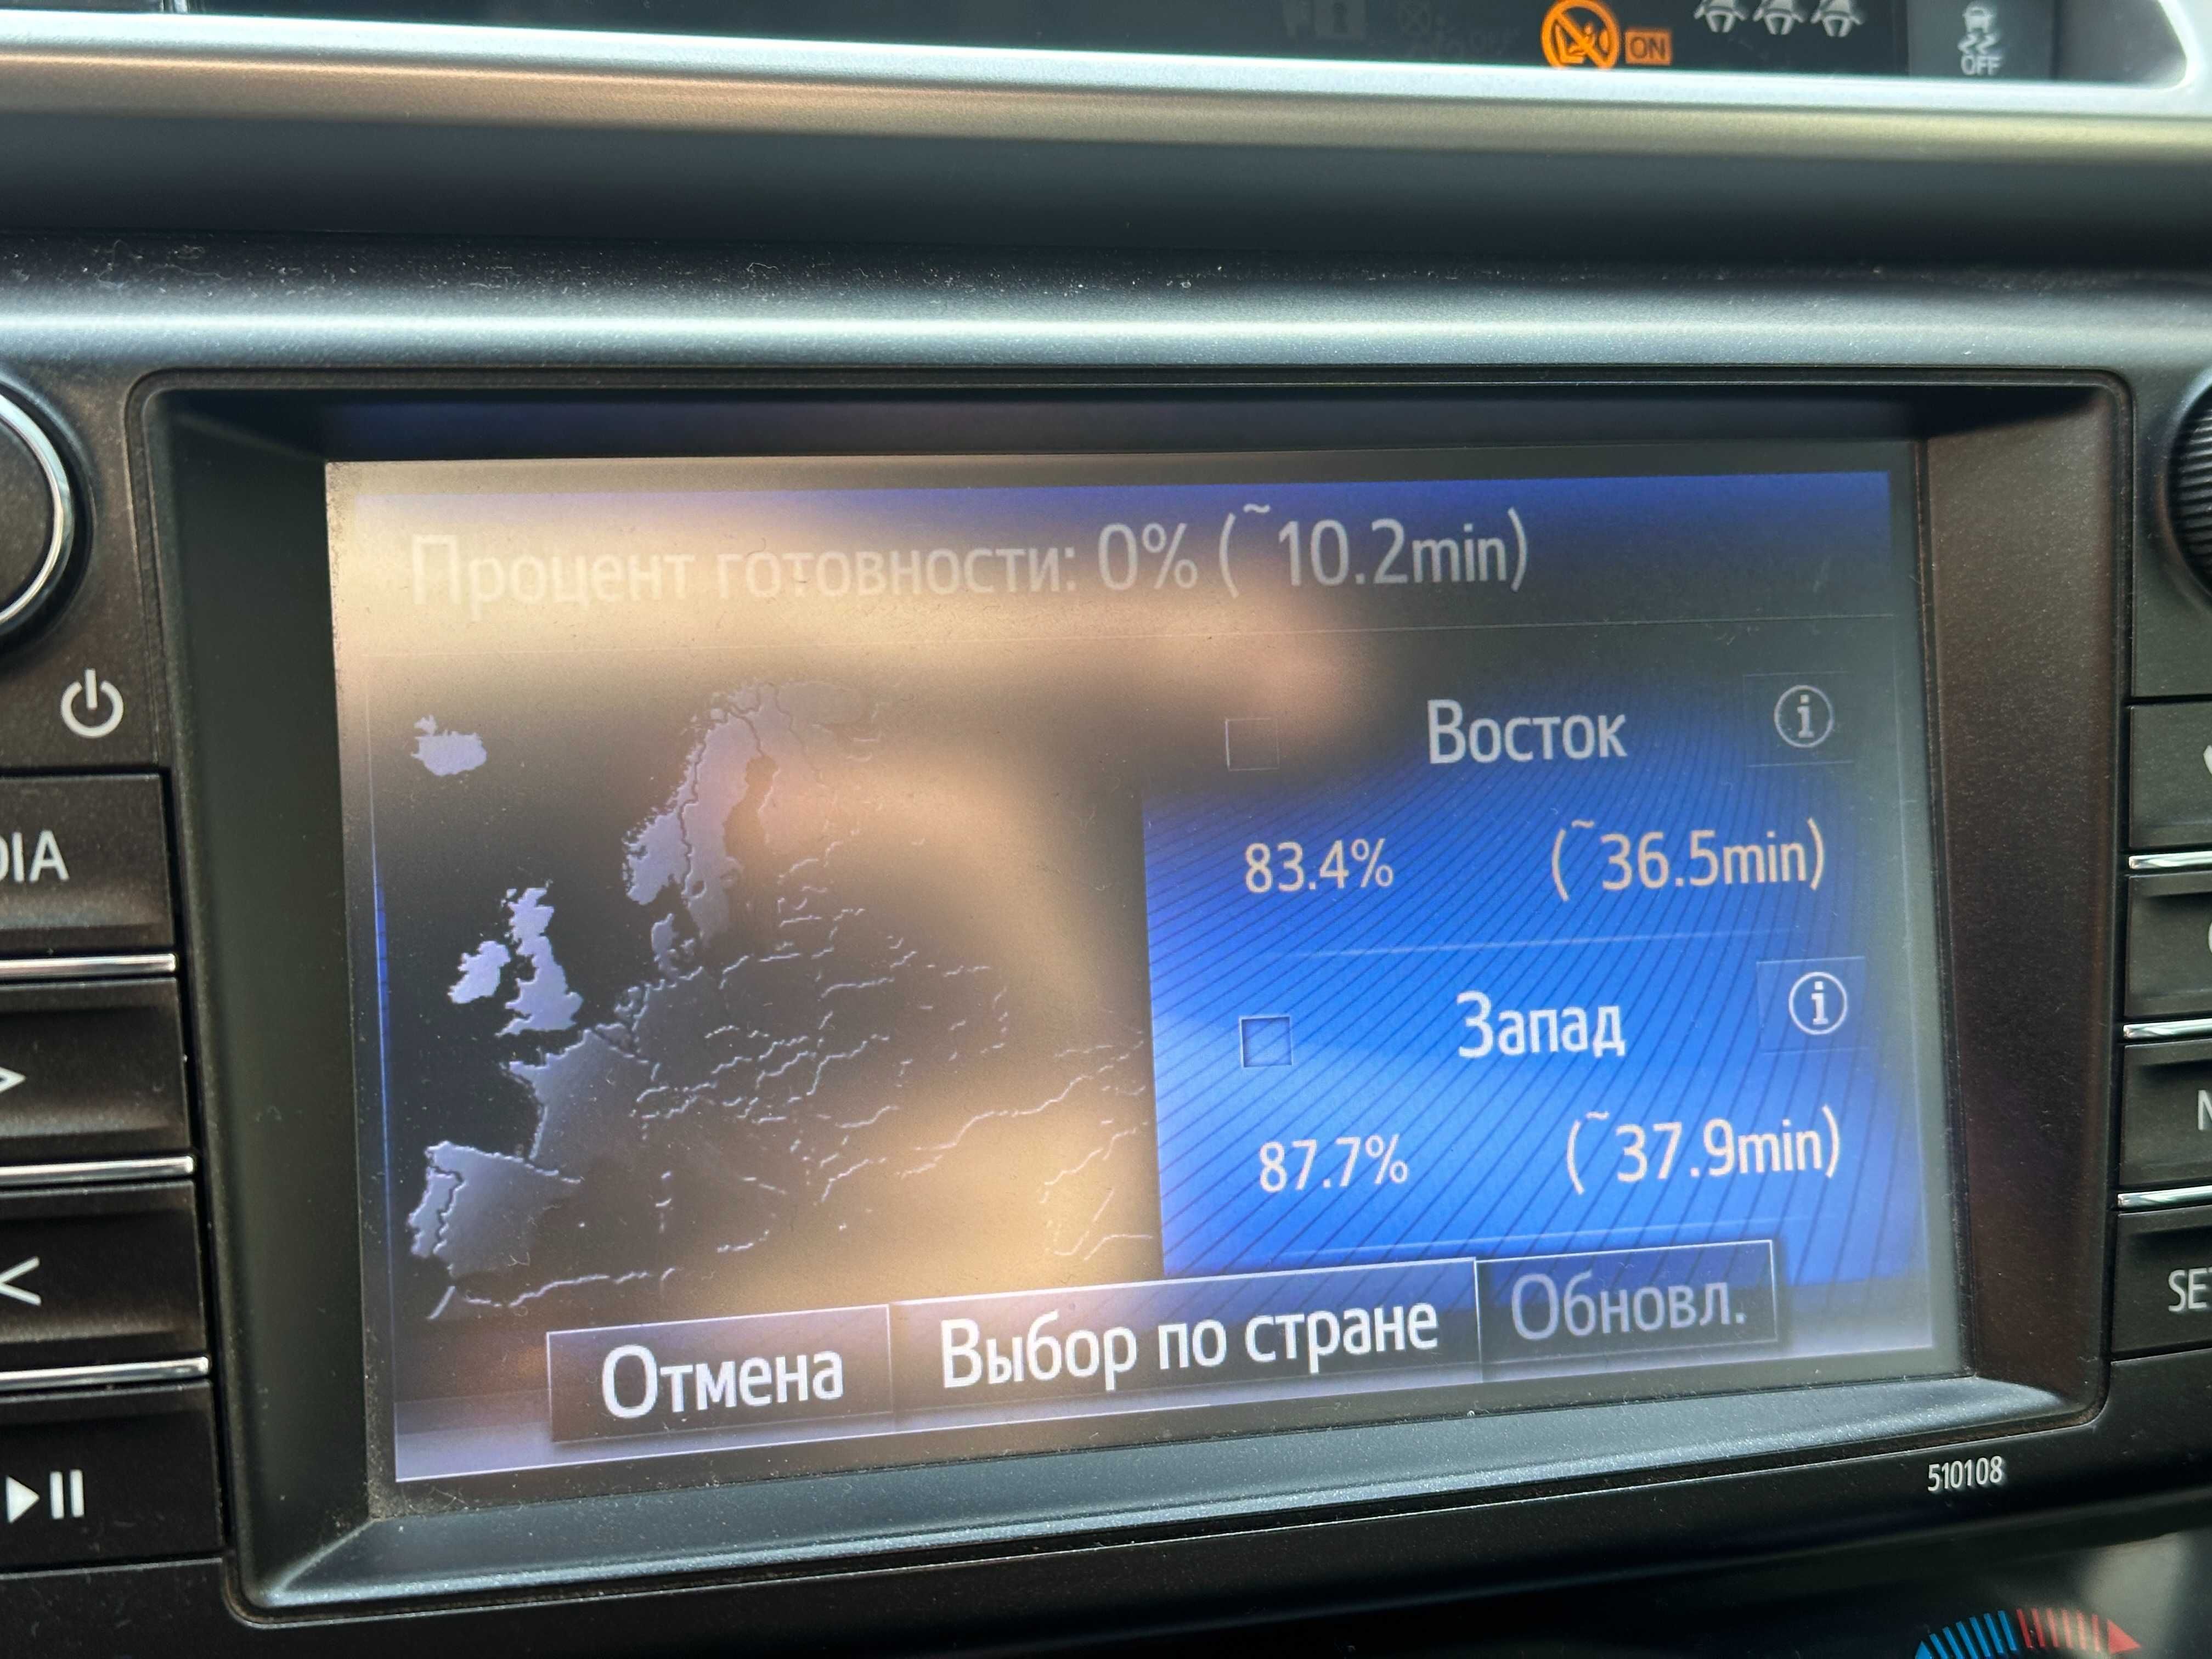 ON
OFF
Процент готовности: 0% (~10.2min)
Восток
83.4% (~36.5min)
Запад
87.7% (~37.9min)
Отмена Выбор по стране Обновл.
510108